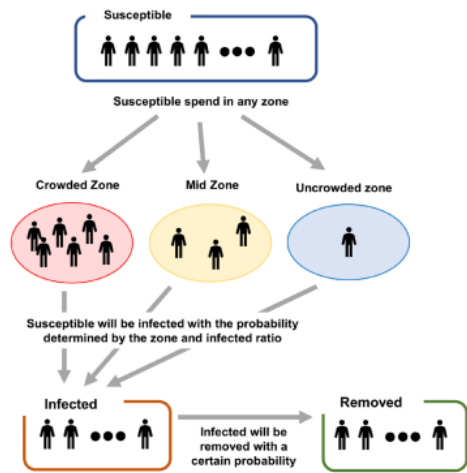 Susceptible
Susceptible spend in any zone
Crowded Zone
Mid Zone
Uncrowded zone
Susceptible will be infected with the probability
determined by the zone and infected ratio
Infected
Removed
Infected will be
removed with a
certain probability